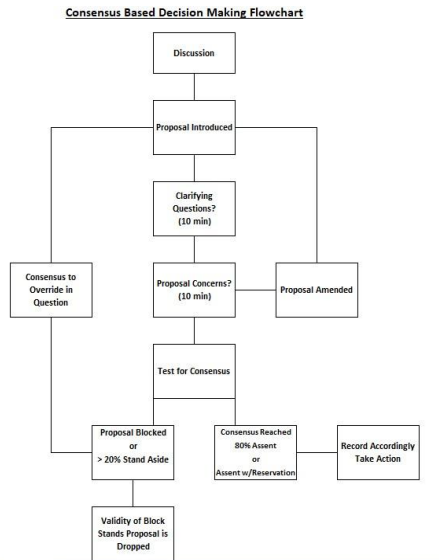 Consensus Based Decision Making Flowchart
Discussion
Proposal Introduced
Clarifying
Questions?
(10 min)
Consensus to
Override in
Question
Proposal Concerns?
(10 min)
Proposal Amended
Test for Consensus
Proposal Blocked
or
> 20% Stand Aside
Consensus Reached
80% Assent
or
Assent w/Reservation
Record Accordingly
Take Action
Validity of Block
Stands Proposal is
Dropped